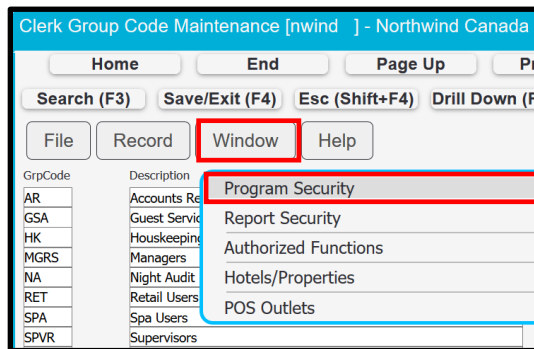 Clerk Group Code Maintenance [nwind ] - Northwind Canada
Home End Page Up
Search (F3) Save/Exit (F4) Esc (Shift+F4) Drill Down
File Record Window Help
GrpCode Description
Program Security
AR Accounts
GSA Guest
Report Security
HK Houskeeping
Authorized Functions
MGRS Managers
NA Night Audit
Hotels/Properties
RET Retail Users
POS Outlets
SPA Spa Users
SPVR Supervisors